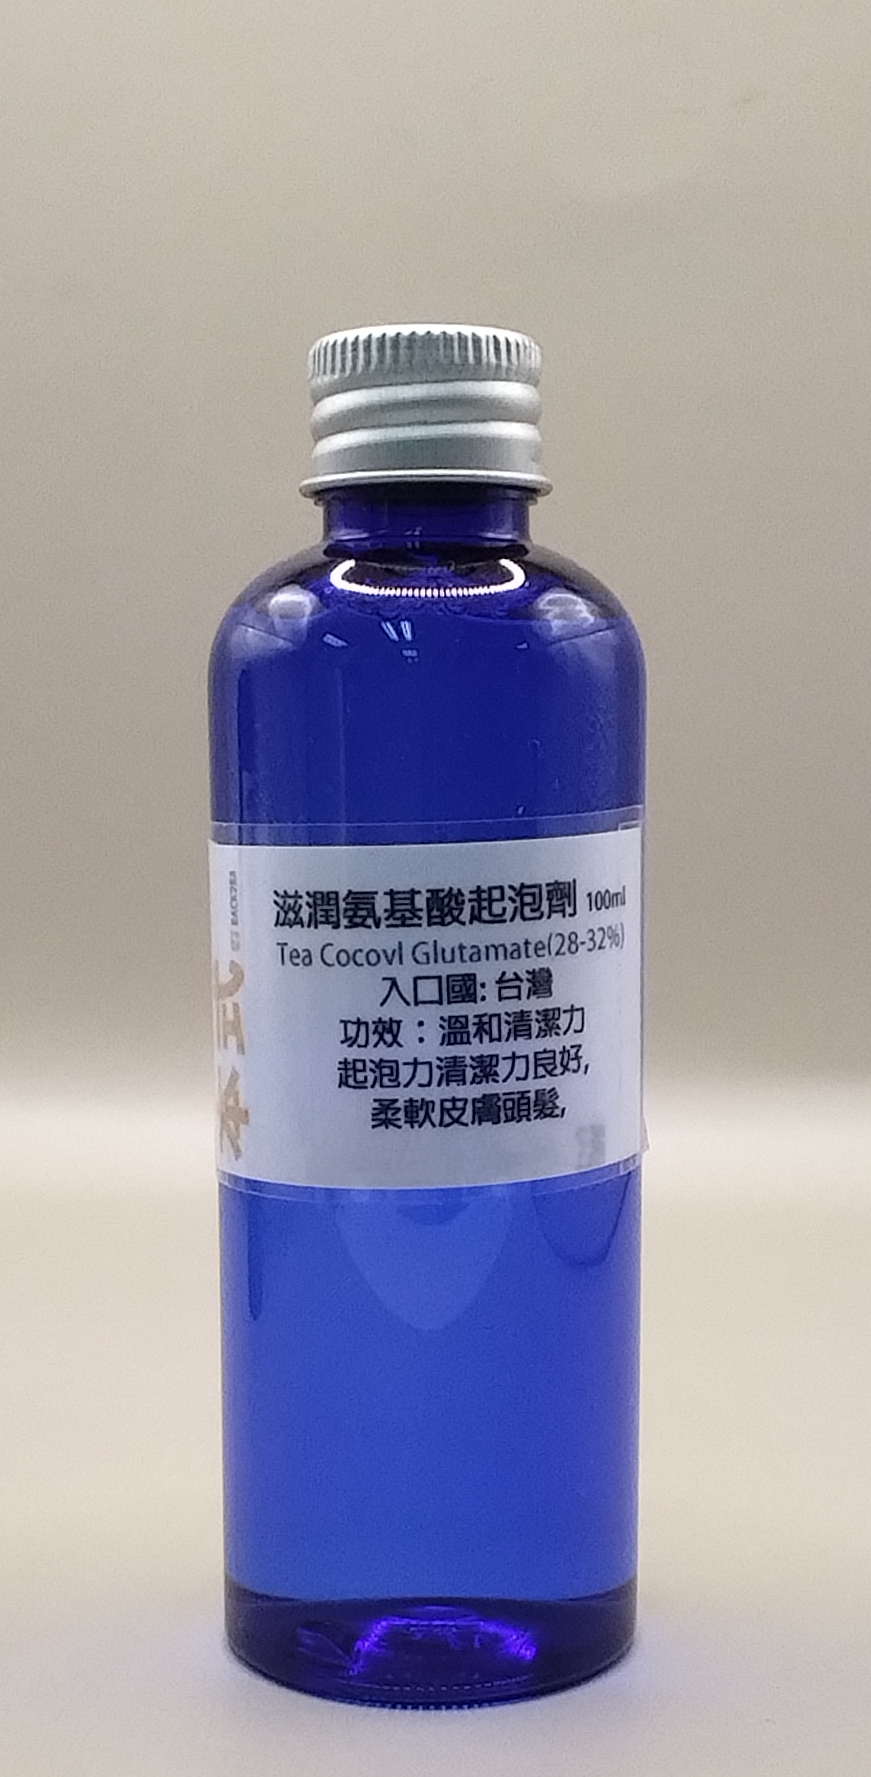 滋潤氨基酸起泡劑 100ml
Tea Cocoyl Glutamate(28-32%)
入口國: 台灣
功效：溫和清潔力
起泡力清潔力良好,
柔軟皮膚頭髮,